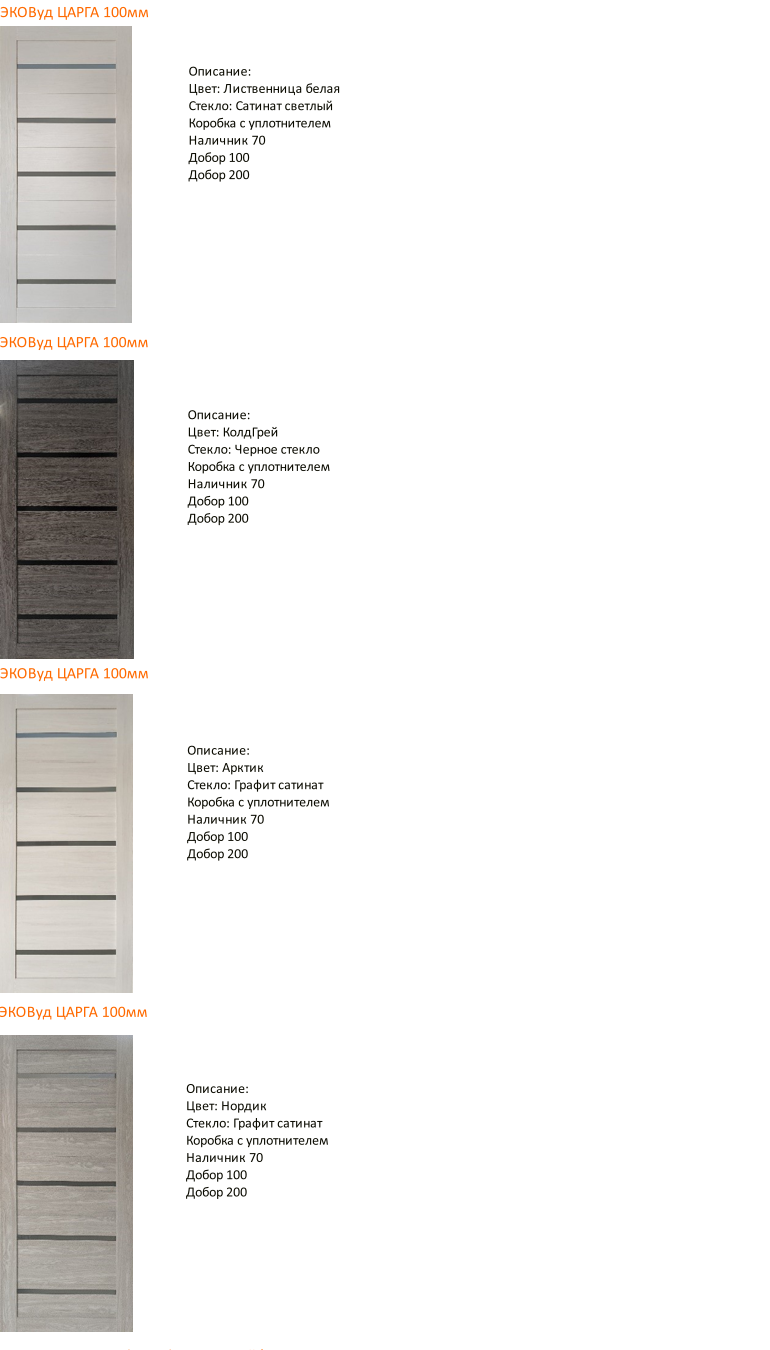 ЭКОВуд ЦАРГА 100мм
Описание:
Цвет: Лиственница белая
Стекло: Сатинат светлый
Коробка с уплотнителем
Наличник 70
Добор 100
Добор 200
ЭКОВуд ЦАРГА 100мм
Описание:
Цвет: КолдГрей
Стекло: Черное стекло
Коробка с уплотнителем
Наличник 70
Добор 100
Добор 200
ЭКОВуд ЦАРГА 100мм
Описание:
Цвет: Арктик
Стекло: Графит сатинат
Коробка с уплотнителем
Наличник 70
Добор 100
Добор 200
ЭКОВуд ЦАРГА 100мм
Описание:
Цвет: Нордик
Стекло: Графит сатинат
Коробка с уплотнителем
Наличник 70
Добор 100
Добор 200